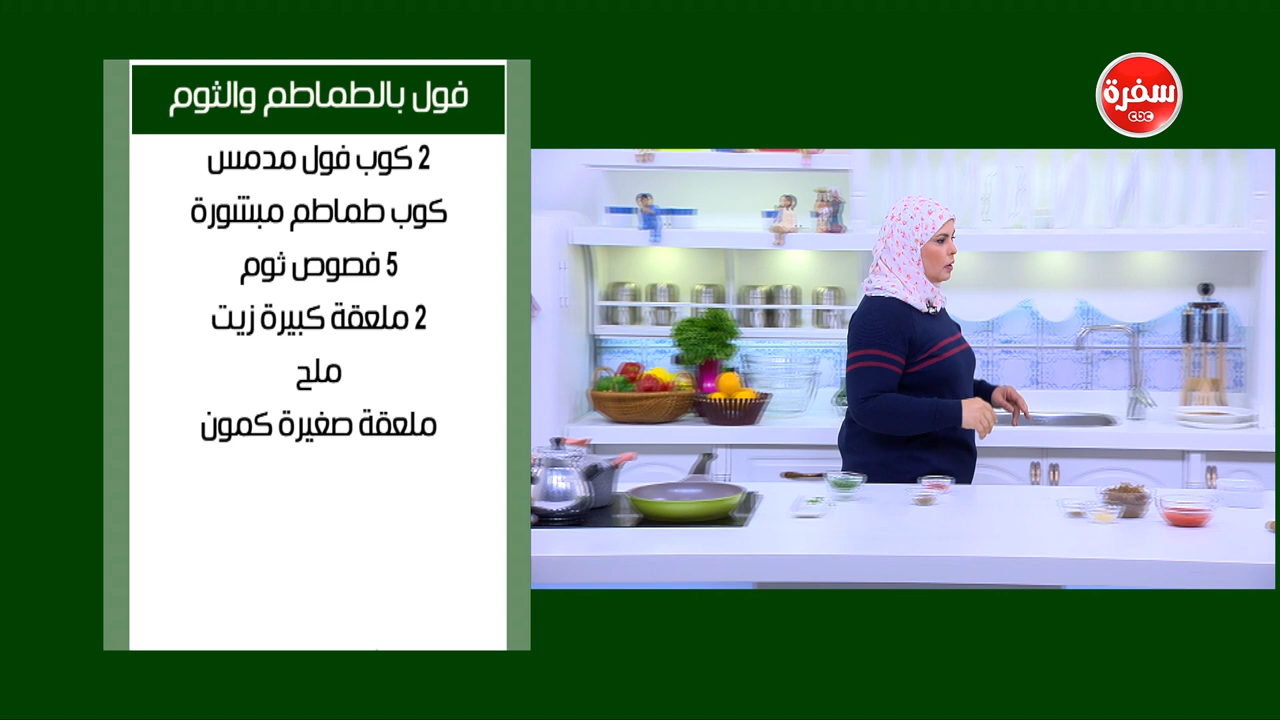 فول بالطماطم والثوم
2 كوب فول مدمس
كوب طماطم مبشورة
5 فصوص ثوم
2 ملعقة كبيرة زيت
ملح
ملعقة صغيرة كمون
سفرة
cbc